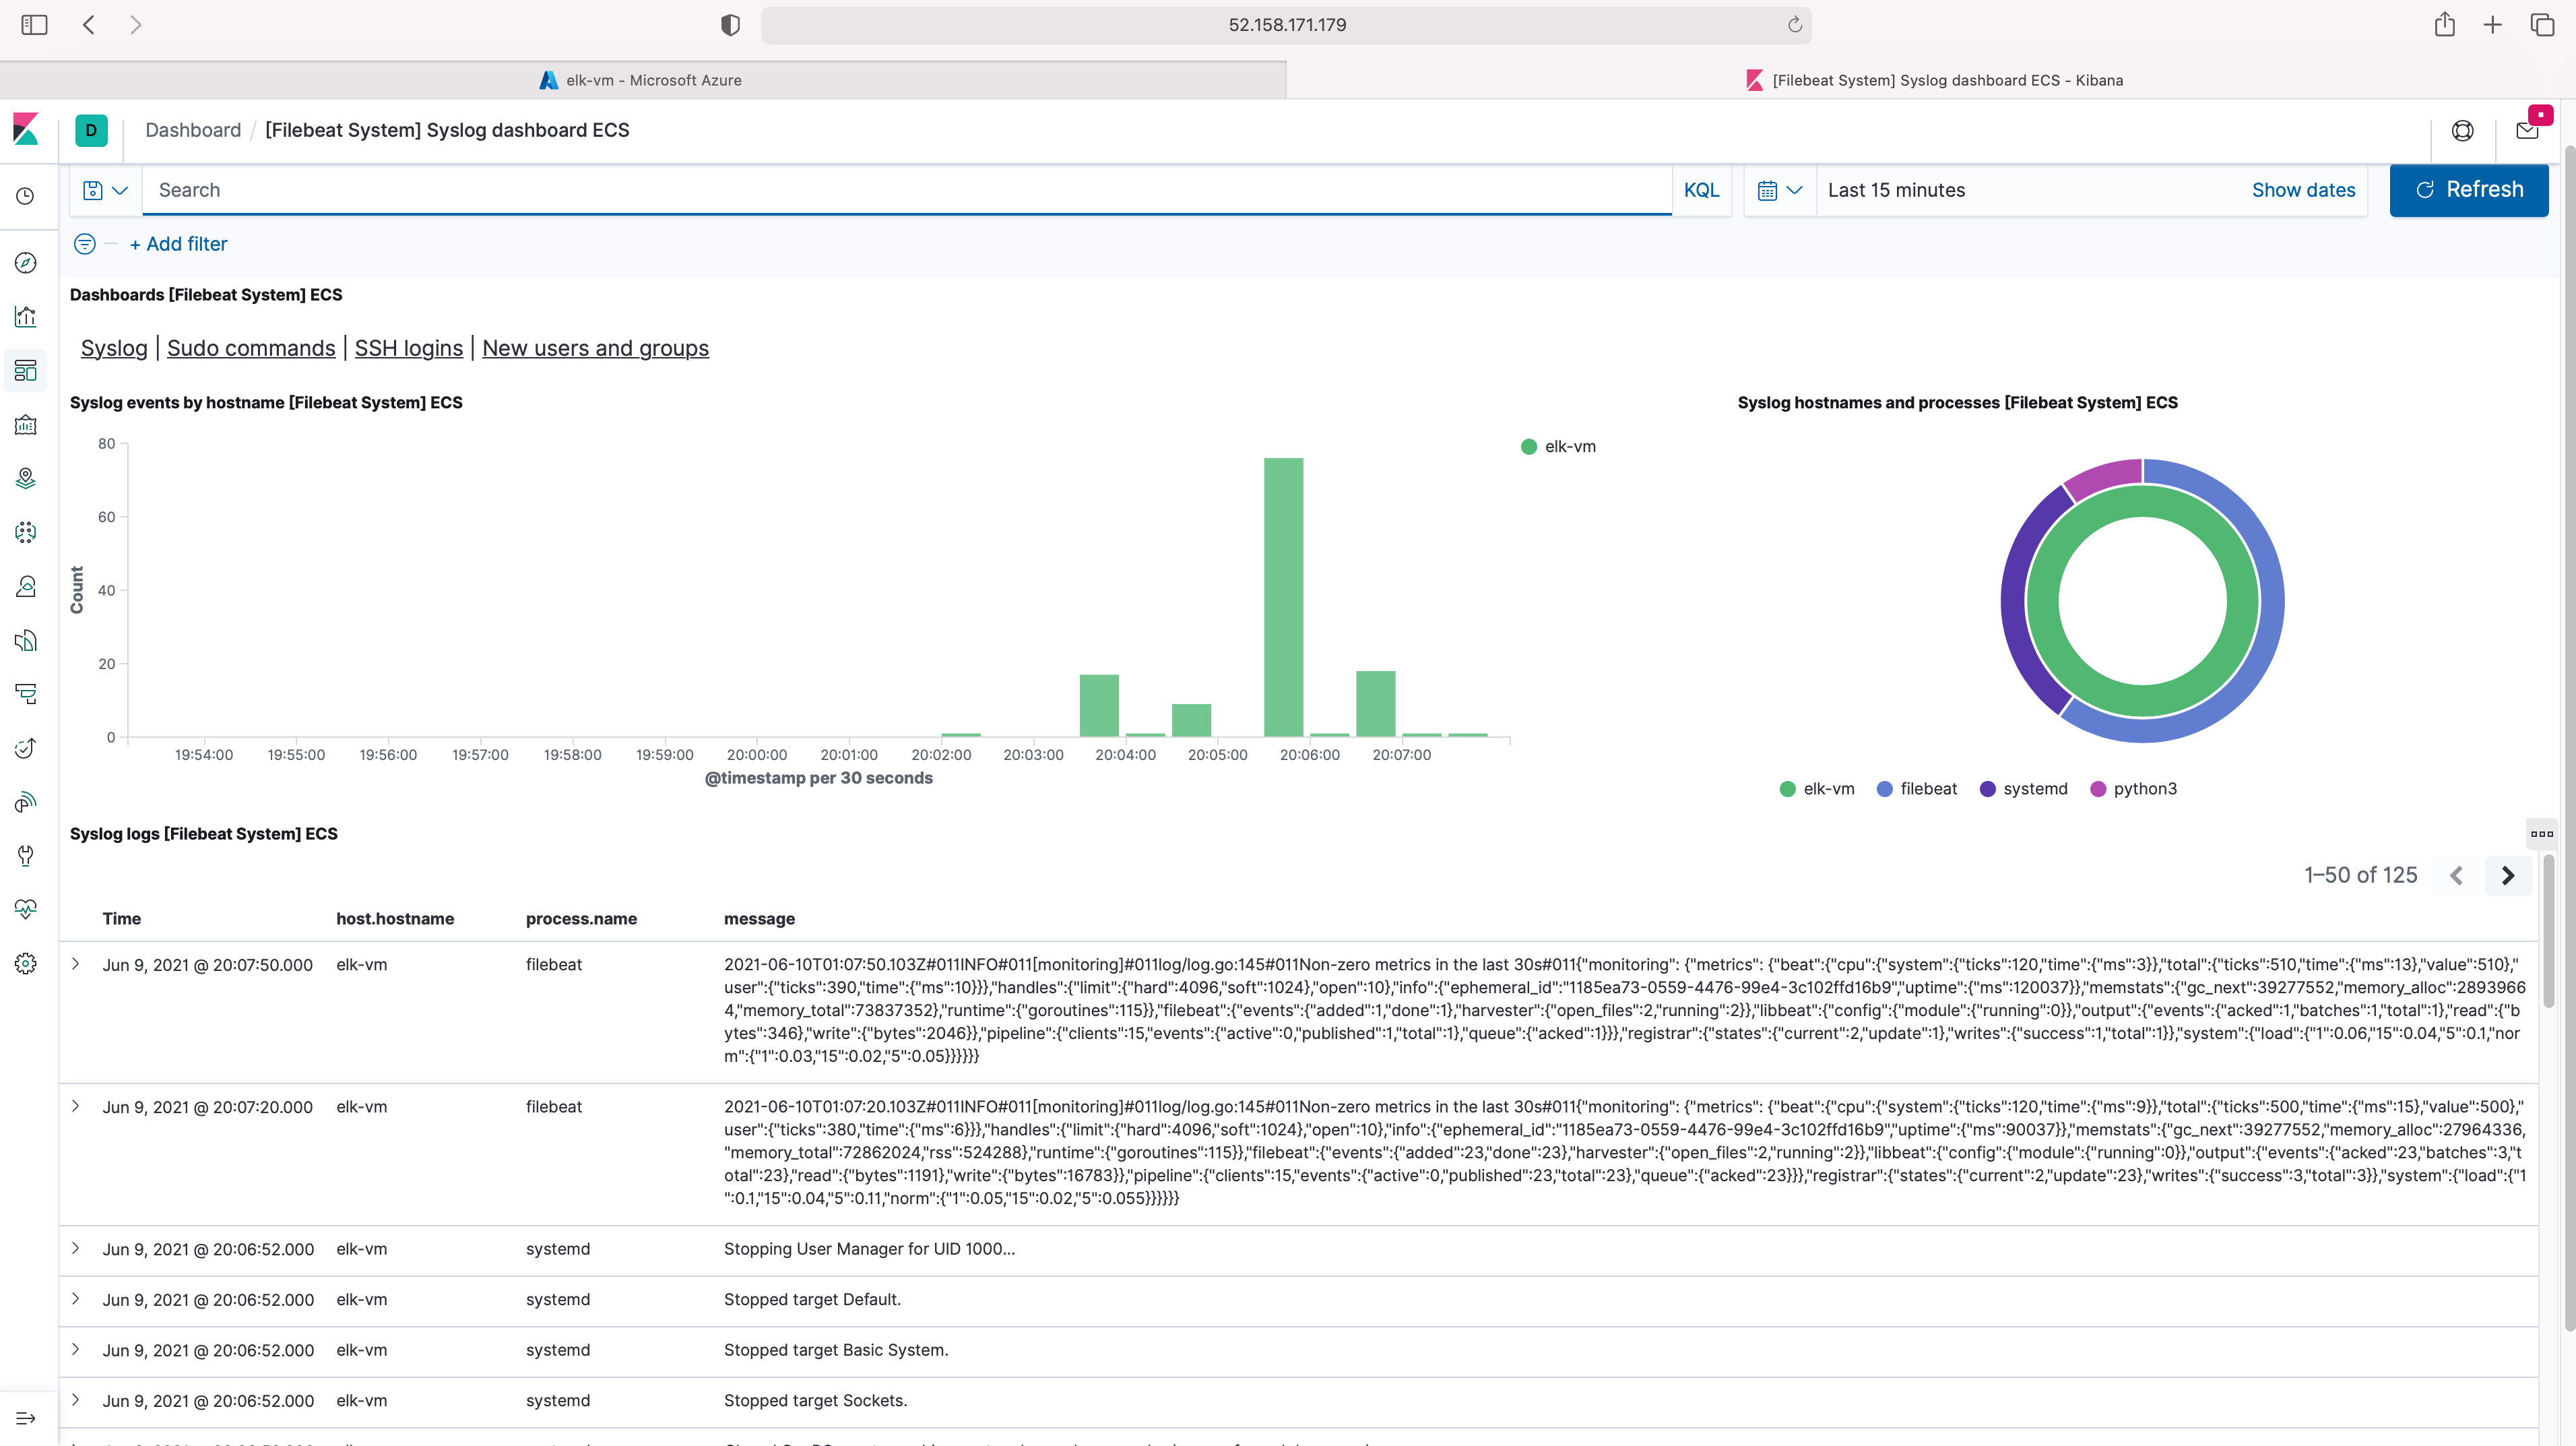 52.158.171.179
elk-vm - Microsoft Azure
[Filebeat System] Syslog dashboard ECS - Kibana
D
Dashboard / [Filebeat System] Syslog dashboard ECS
Search
KQL
Last 15 minutes
Show dates
Refresh
+ Add filter
Dashboards [Filebeat System] ECS
Syslog | Sudo commands | SSH logins | New users and groups
Syslog events by hostname [Filebeat System] ECS
80
60
40
20
0
Count
19:54:00 19:55:00 19:56:00 19:57:00 19:58:00 19:59:00 20:00:00 20:01:00 20:02:00 20:03:00 20:04:00 20:05:00 20:06:00 20:07:00
@timestamp per 30 seconds
elk-vm
Syslog hostnames and processes [Filebeat System] ECS
elk-vm filebeat systemd python3
Syslog logs [Filebeat System] ECS
1–50 of 125
Time host.hostname process.name message
Jun 9, 2021 @ 20:07:50.000 elk-vm filebeat 2021-06-10T01:07:50.103Z#011INFO#011[monitoring]#011log/log.go:145#011Non-zero metrics in the last 30s#011{"monitoring": {"metrics": {"beat":{"cpu":{"system":{"ticks":120,"time":{"ms":3}},"total":{"ticks":510,"time":{"ms":13},"value":510},"
user":{"ticks":390,"time":{"ms":10}}},"handles":{"limit":{"hard":4096,"soft":1024},"open":10},"info":{"ephemeral_id":"1185ea73-0559-4476-99e4-3c102ffd16b9","uptime":{"ms":120037}},"memstats":{"gc_next":39277552,"memory_alloc":2893966
4,"memory_total":73837352},"runtime":{"goroutines":115}},"filebeat":{"events":{"added":1,"done":1},"harvester":{"open_files":2,"running":2}},"libbeat":{"config":{"module":{"running":0}},"output":{"events":{"acked":1,"batches":1,"total":1},"read":{"b
ytes":346},"write":{"bytes":2046}},"pipeline":{"clients":15,"events":{"active":0,"published":1,"total":1},"queue":{"acked":1}}},"registrar":{"states":{"current":2,"update":1},"writes":{"success":1,"total":1}},"system":{"load":{"1":0.06,"15":0.04,"5":0.1,"nor
m":{"1":0.03,"15":0.02,"5":0.05}}}}}}
Jun 9, 2021 @ 20:07:20.000 elk-vm filebeat 2021-06-10T01:07:20.103Z#011INFO#011[monitoring]#011log/log.go:145#011Non-zero metrics in the last 30s#011{"monitoring": {"metrics": {"beat":{"cpu":{"system":{"ticks":120,"time":{"ms":9}},"total":{"ticks":500,"time":{"ms":15},"value":500},"
user":{"ticks":380,"time":{"ms":6}}},"handles":{"limit":{"hard":4096,"soft":1024},"open":10},"info":{"ephemeral_id":"1185ea73-0559-4476-99e4-3c102ffd16b9","uptime":{"ms":90037}},"memstats":{"gc_next":39277552,"memory_alloc":27964336,
"memory_total":72862024,"rss":524288},"runtime":{"goroutines":115}},"filebeat":{"events":{"added":23,"done":23},"harvester":{"open_files":2,"running":2}},"libbeat":{"config":{"module":{"running":0}},"output":{"events":{"acked":23,"batches":3,"t
otal":23},"read":{"bytes":1191},"write":{"bytes":16783}},"pipeline":{"clients":15,"events":{"active":0,"published":23,"total":23},"queue":{"acked":23}}},"registrar":{"states":{"current":2,"update":23},"writes":{"success":3,"total":3}},"system":{"load":{"1
":0.1,"15":0.04,"5":0.11,"norm":{"1":0.05,"15":0.02,"5":0.055}}}}}}
Jun 9, 2021 @ 20:06:52.000 elk-vm systemd Stopping User Manager for UID 1000...
Jun 9, 2021 @ 20:06:52.000 elk-vm systemd Stopped target Default.
Jun 9, 2021 @ 20:06:52.000 elk-vm systemd Stopped target Basic System.
Jun 9, 2021 @ 20:06:52.000 elk-vm systemd Stopped target Sockets.